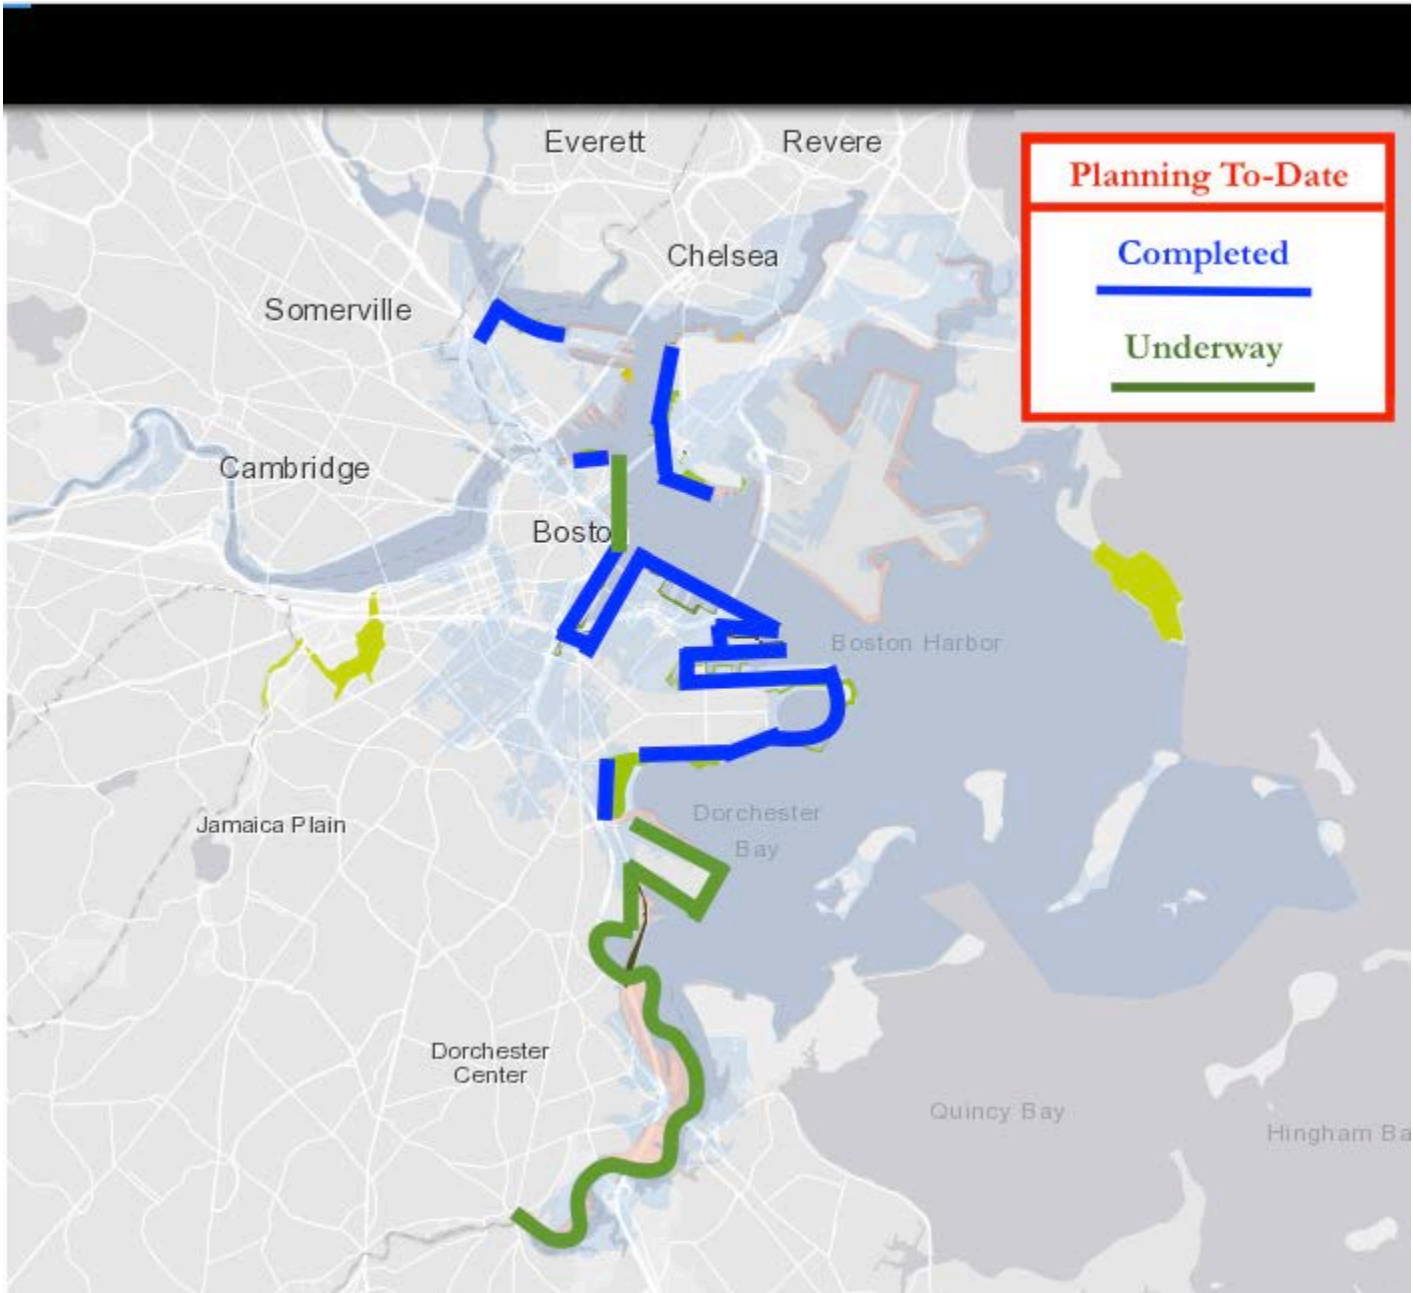 Everett
Revere
Planning To-Date
Completed
Underway
Chelsea
Somerville
Cambridge
Bosto
Boston Harbor
Dorchester
Bay
Jamaica Plain
Dorchester
Center
Quincy Bay
Hingham Ba